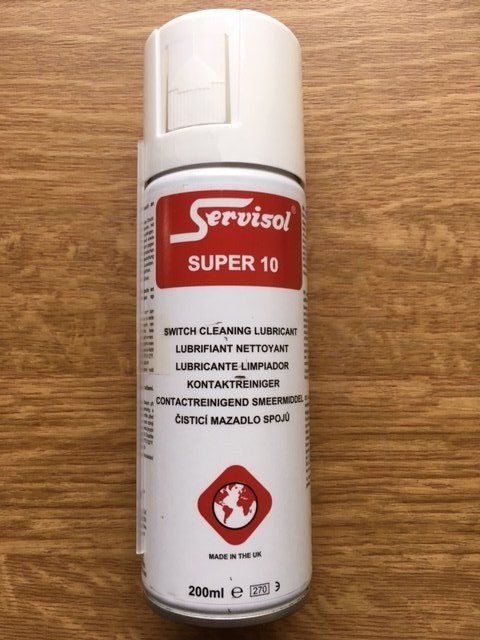 Servisol®
SUPER 10
SWITCH CLEANING LUBRICANT
LUBRIFIANT NETTOYANT
LUBRICANTE LIMPIADOR
KONTAKTREINIGER
CONTACTREINIGEND SMEERMIDDEL
ČISTICÍ MAZADLO SPOJŮ
MADE IN THE UK
200ml ℮ 270